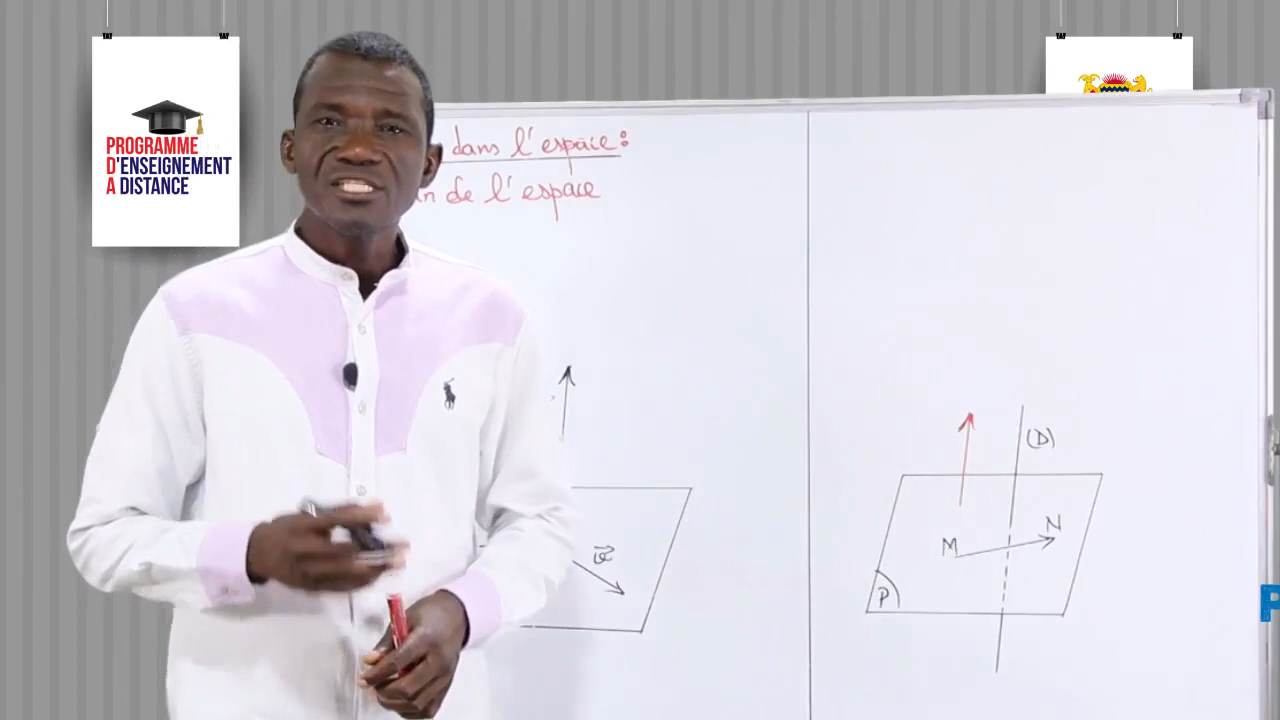 PROGRAMME
D'ENSEIGNEMENT
A DISTANCE
dans l'espace :
de l'espace
(D)
M
N
P